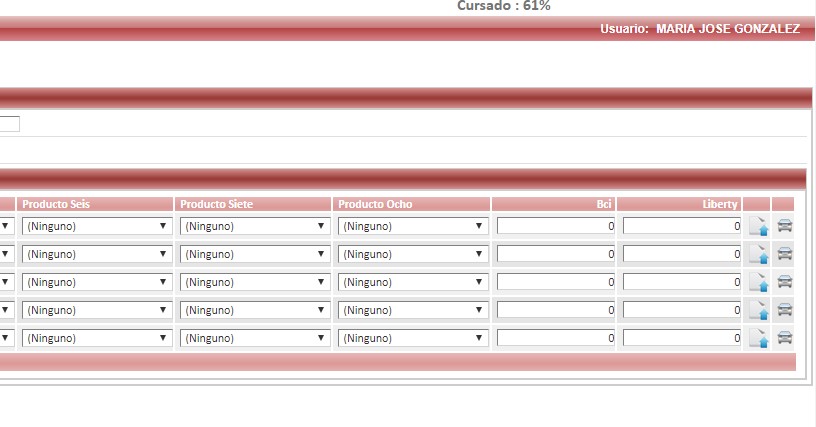 Cursado : 61%
Usuario: MARIA JOSE GONZALEZ
Producto Seis Producto Siete Producto Ocho Bci Liberty
(Ninguno) (Ninguno) (Ninguno) 0 0
(Ninguno) (Ninguno) (Ninguno) 0 0
(Ninguno) (Ninguno) (Ninguno) 0 0
(Ninguno) (Ninguno) (Ninguno) 0 0
(Ninguno) (Ninguno) (Ninguno) 0 0